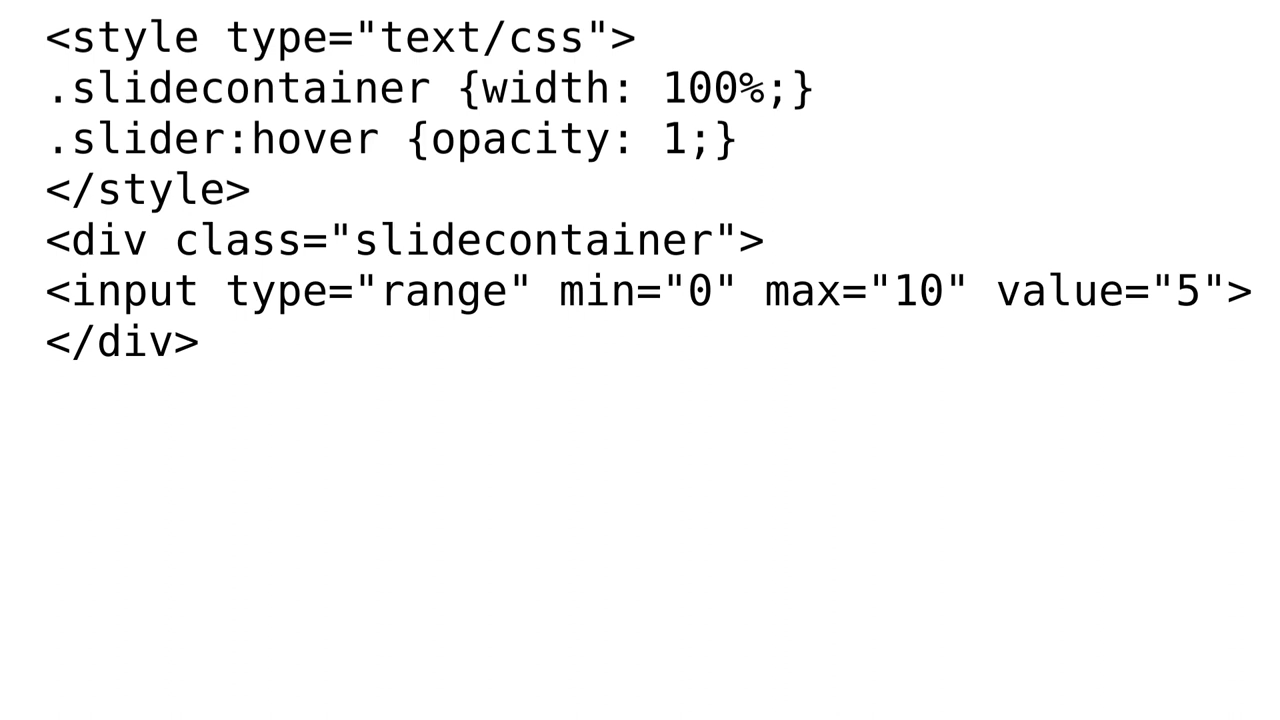 <style type="text/css">
.slidecontainer {width: 100%;}
.slider:hover {opacity: 1;}
</style>
<div class="slidecontainer">
<input type="range" min="0" max="10" value="5">
</div>